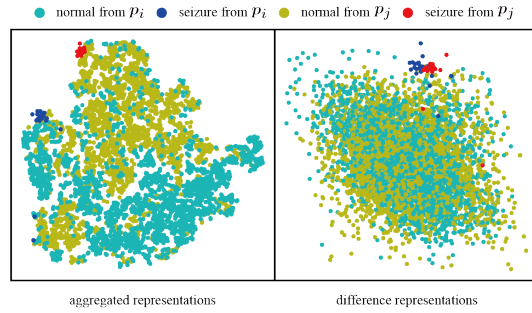 normal from p_i seizure from p_i normal from p_j seizure from p_j
aggregated representations difference representations